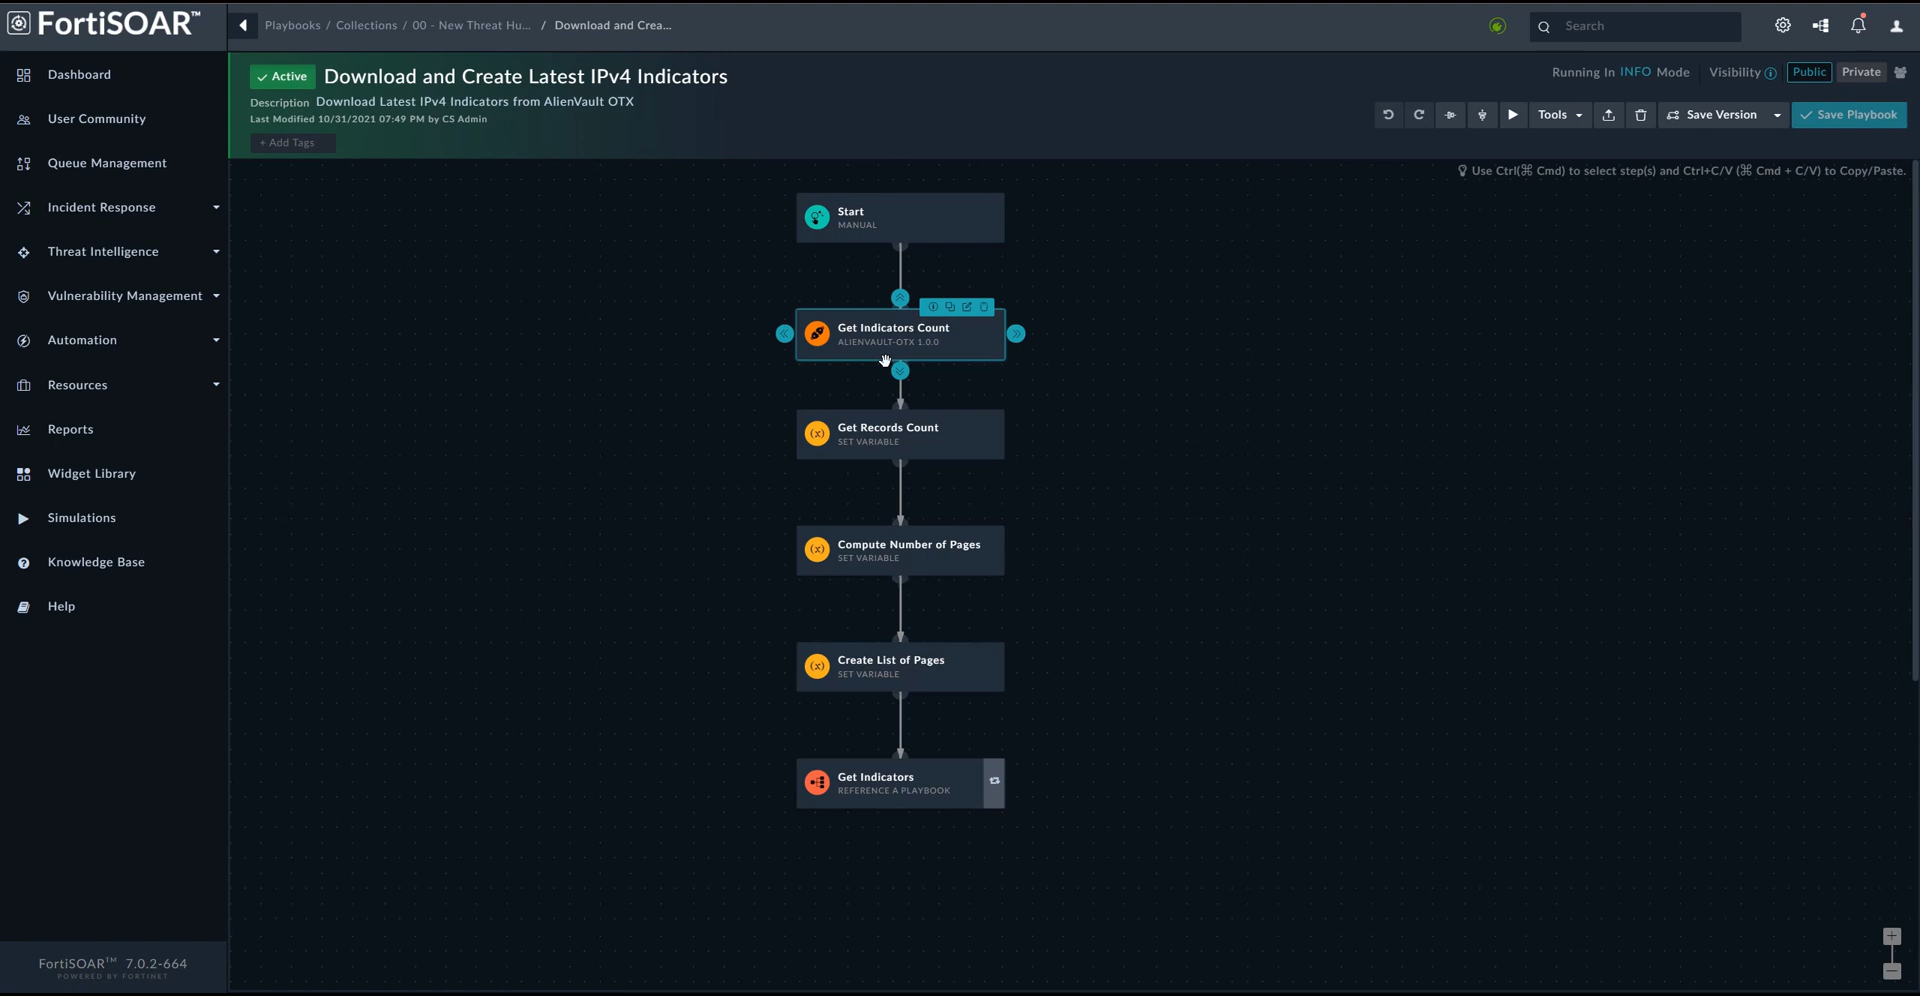 FortiSOAR™
Playbooks / Collections / 00 - New Threat Hu... / Download and Crea...
Search
Dashboard
User Community
Queue Management
Incident Response
Threat Intelligence
Vulnerability Management
Automation
Resources
Reports
Widget Library
Simulations
Knowledge Base
Help
FortiSOAR™ 7.0.2-664
POWERED BY FORTINET
Active Download and Create Latest IPv4 Indicators
Description Download Latest IPv4 Indicators from AlienVault OTX
Last Modified 10/31/2021 07:49 PM by CS Admin
+ Add Tags
Running In INFO Mode Visibility Public Private
Tools Save Version Save Playbook
Use Ctrl(⌘ Cmd) to select step(s) and Ctrl+C/V (⌘ Cmd + C/V) to Copy/Paste.
Start
MANUAL
Get Indicators Count
ALIENVAULT-OTX 1.0.0
(x) Get Records Count
SET VARIABLE
(x) Compute Number of Pages
SET VARIABLE
(x) Create List of Pages
SET VARIABLE
Get Indicators
REFERENCE A PLAYBOOK